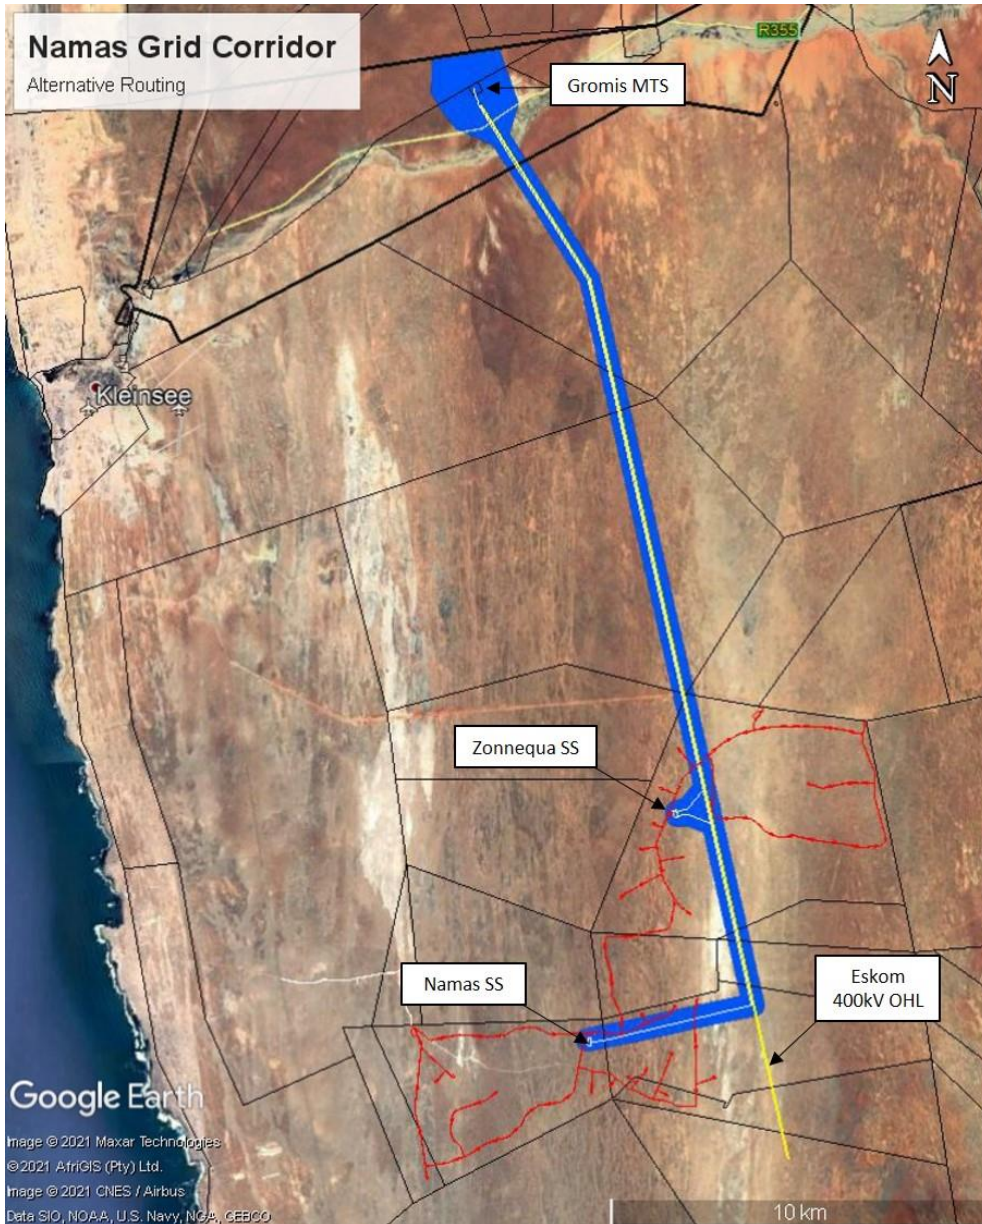 Namas Grid Corridor
Alternative Routing
R355
N
Gromis MTS
Kleinsee
Zonnequa SS
Namas SS
Eskom
400kV OHL
Google Earth
Image © 2021 Maxar Technologies
© 2021 AfriGIS (Pty) Ltd.
Image © 2021 CNES / Airbus
Data SIO, NOAA, U.S. Navy, NGA, GEBCO
10 km